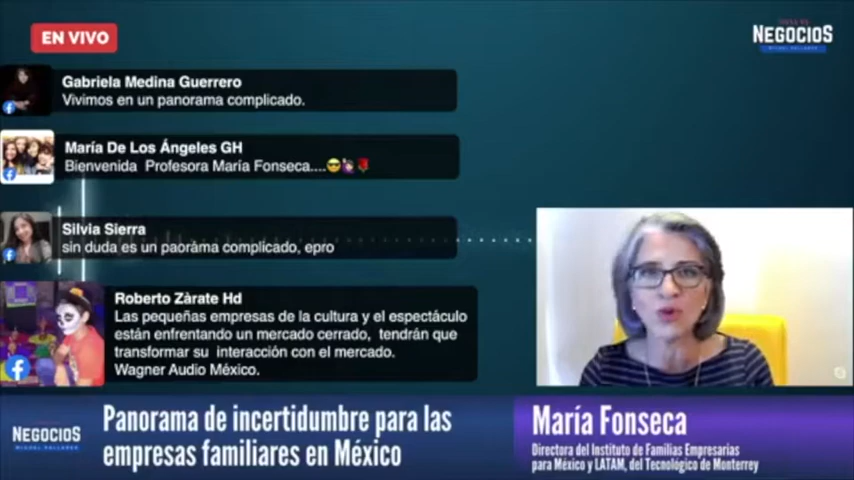 EN VIVO
NEGOCIOS
Gabriela Medina Guerrero
Vivimos en un panorama complicado.
María De Los Ángeles GH
Bienvenida Profesora María Fonseca....😎🙋🏻‍♀️🌹
Silvia Sierra
sin duda es un paoráma complicado, epro
Roberto Zàrate Hd
Las pequeñas empresas de la cultura y el espectáculo
están enfrentando un mercado cerrado, tendrán que
transformar su interacción con el mercado.
Wagner Audio México.
NEGOCIOS
Panorama de incertidumbre para las
empresas familiares en México
María Fonseca
Directora del Instituto de Familias Empresarias
para México y LATAM, del Tecnológico de Monterrey